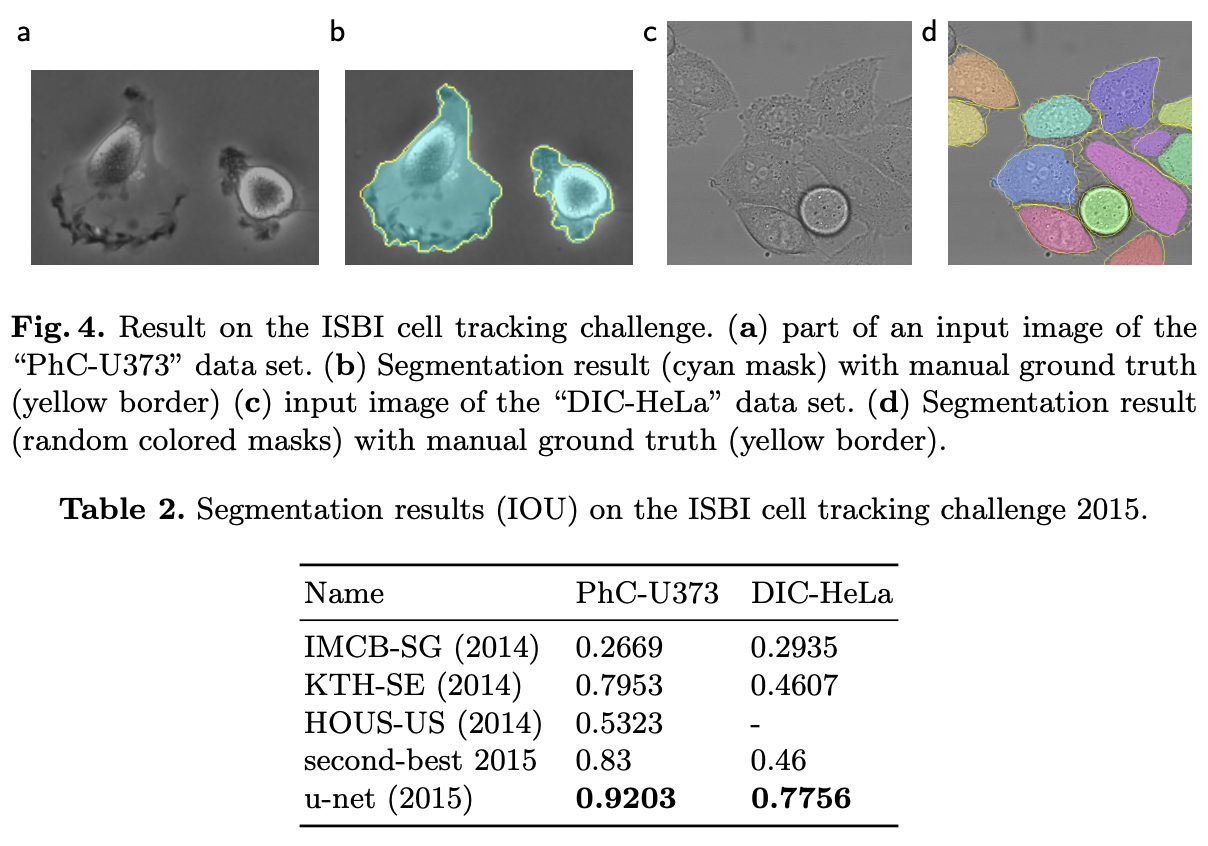 a b c d
Fig. 4. Result on the ISBI cell tracking challenge. (a) part of an input image of the
“PhC-U373” data set. (b) Segmentation result (cyan mask) with manual ground truth
(yellow border) (c) input image of the “DIC-HeLa” data set. (d) Segmentation result
(random colored masks) with manual ground truth (yellow border).
Table 2. Segmentation results (IOU) on the ISBI cell tracking challenge 2015.
Name PhC-U373 DIC-HeLa
IMCB-SG (2014) 0.2669 0.2935
KTH-SE (2014) 0.7953 0.4607
HOUS-US (2014) 0.5323 -
second-best 2015 0.83 0.46
u-net (2015) 0.9203 0.7756